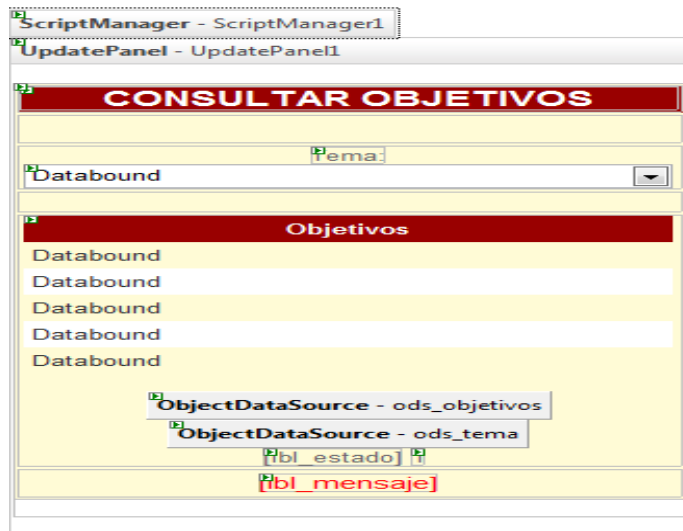 ScriptManager - ScriptManager1
UpdatePanel - UpdatePanel1
CONSULTAR OBJETIVOS
Tema:
Databound
Objetivos
Databound
Databound
Databound
Databound
Databound
ObjectDataSource - ods_objetivos
ObjectDataSource - ods_tema
[lbl_estado]
[lbl_mensaje]